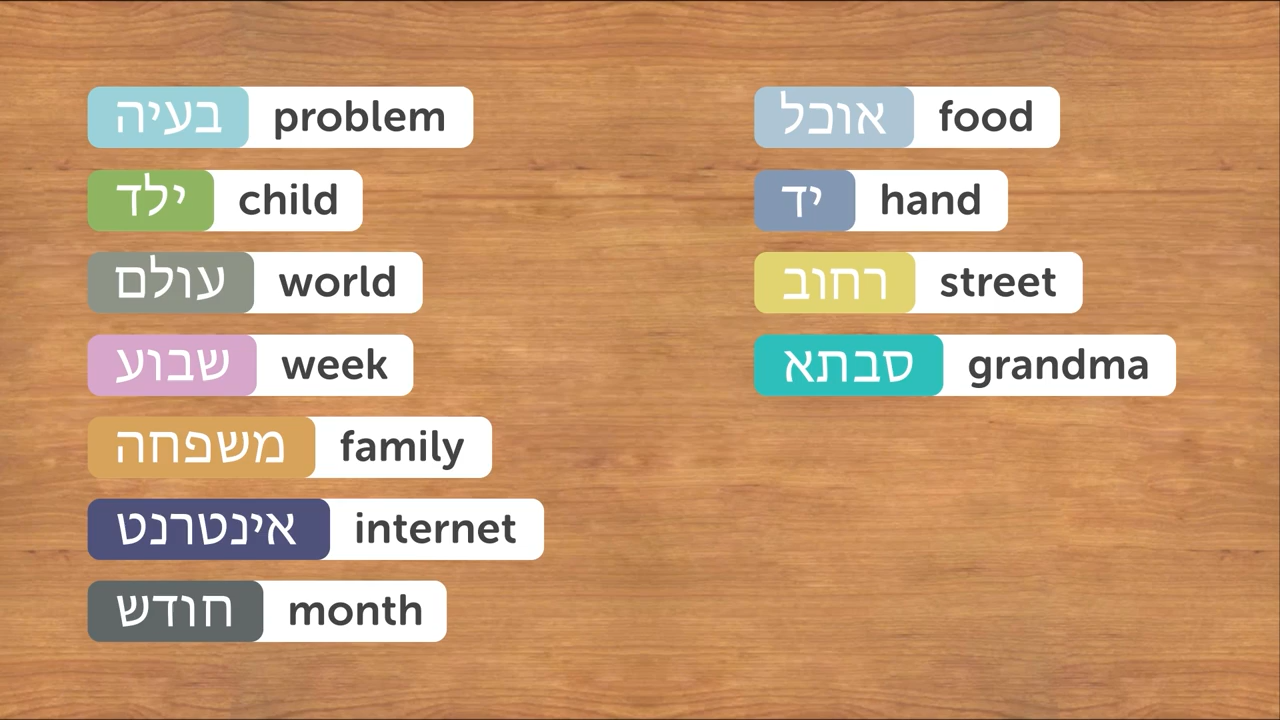 בעיה problem
ילד child
עולם world
שבוע week
משפחה family
אינטרנט internet
חודש month
אוכל food
יד hand
רחוב street
סבתא grandma